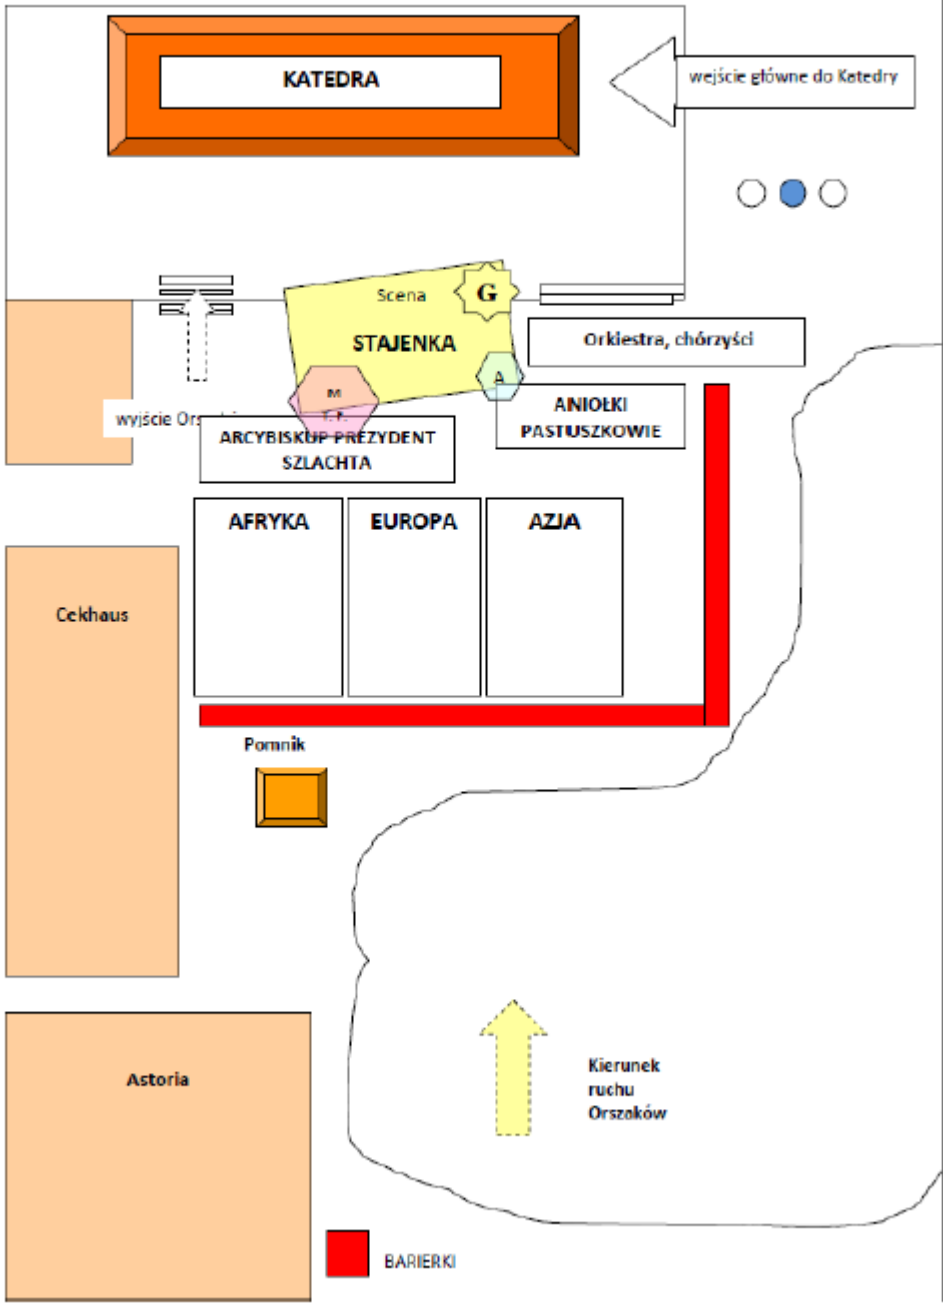 KATEDRA
wejście główne do Katedry
Scena
G
STAJENKA
Orkiestra, chórzyści
A
M
T. F.
wyjście
ANIOŁKI
PASTUSZKOWIE
ARCYBISKUP PREZYDENT
SZLACHTA
AFRYKA
EUROPA
AZJA
Cekhaus
Pomnik
Astoria
Kierunek
ruchu
Orszaków
BARIERKI